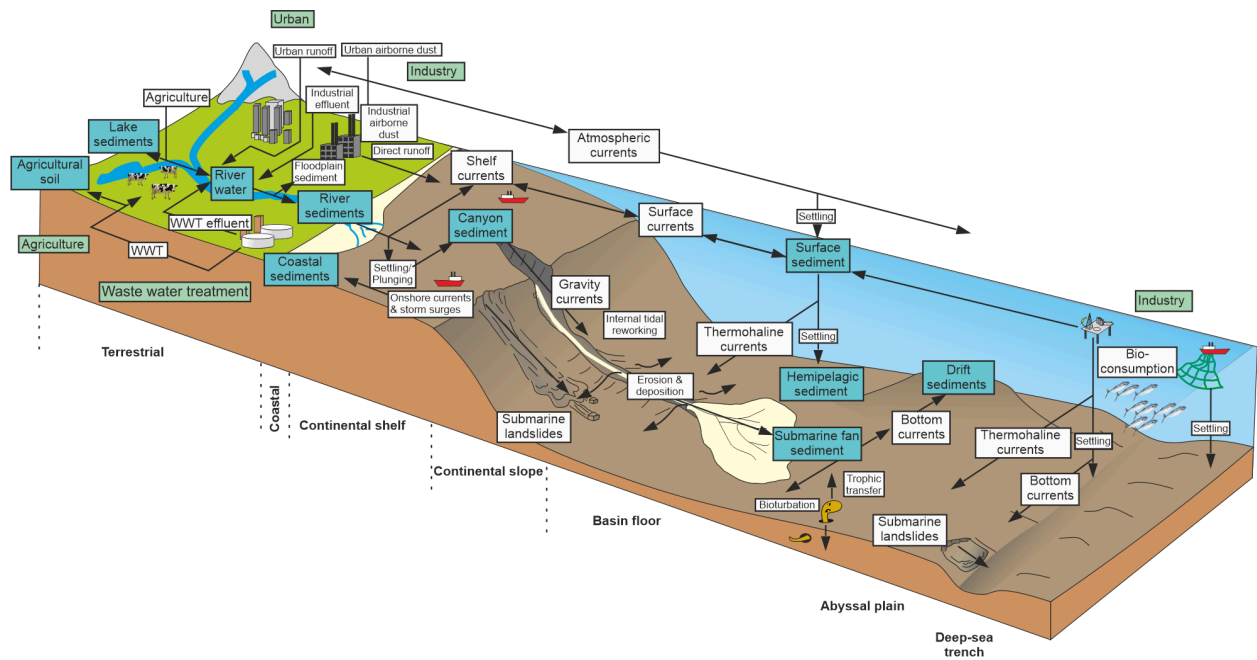 Urban
Urban runoff
Urban airborne dust
Industry
Agriculture
Industrial
effluent
Industrial
airborne
dust
Lake
sediments
Atmospheric
currents
Direct runoff
Shelf
currents
Agricultural
soil
River
water
Floodplain
sediment
River
sediments
Surface
currents
Settling
WWT effluent
Canyon
sediment
Agriculture
WWT
Surface
sediment
Coastal
sediments
Settling/
Plunging
Waste water treatment
Onshore currents
& storm surges
Gravity
currents
Industry
Internal tidal
reworking
Thermohaline
currents
Settling
Bio-
consumption
Terrestrial
Hemipelagic
sediment
Drift
sediments
Erosion &
deposition
Coastal
Continental shelf
Submarine
landslides
Submarine fan
sediment
Bottom
currents
Thermohaline
currents
Settling
Settling
Continental slope
Trophic
transfer
Bottom
currents
Bioturbation
Basin floor
Submarine
landslides
Abyssal plain
Deep-sea
trench